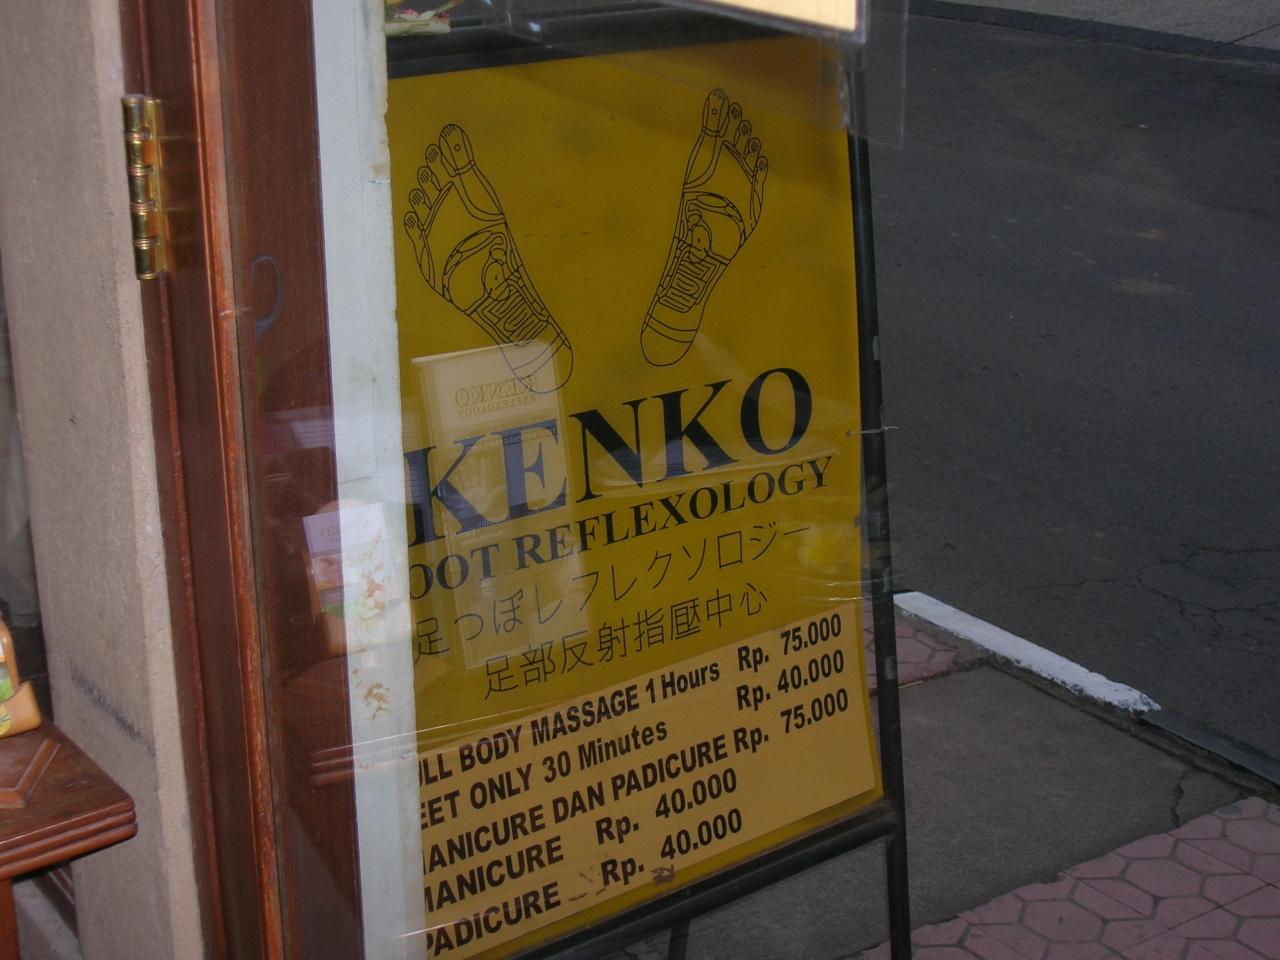 KENKO
OOT REFLEXOLOGY
足つぼレフレクソロジー
足部反射指壓中心
ULL BODY MASSAGE 1 Hours Rp. 75.000
EET ONLY 30 Minutes Rp. 40.000
MANICURE DAN PADICURE Rp. 75.000
MANICURE Rp. 40.000
PADICURE Rp. 40.000
KENKO
REFLEXOLOGY